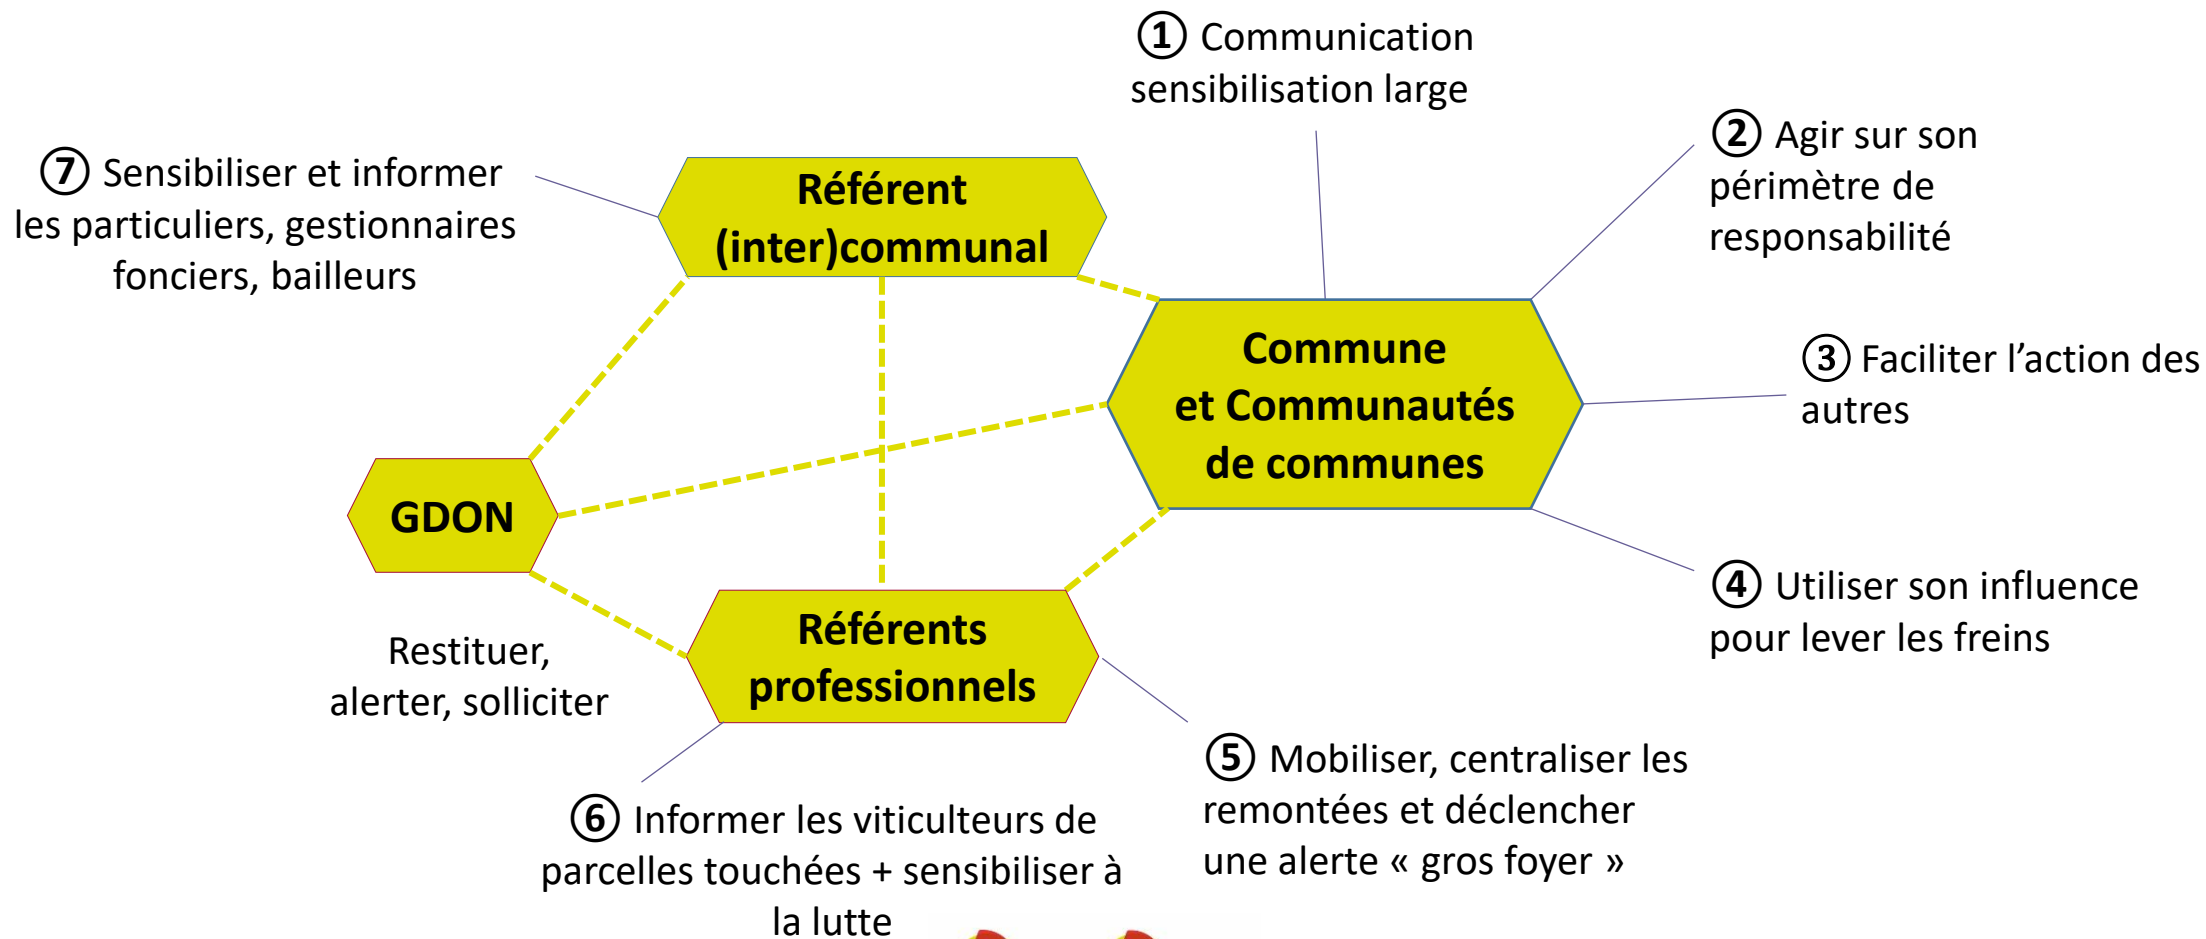 ① Communication
sensibilisation large
② Agir sur son
périmètre de
responsabilité
⑦ Sensibiliser et informer
les particuliers, gestionnaires
fonciers, bailleurs
Référent
(inter)communal
Commune
et Communautés
de communes
③ Faciliter l’action des
autres
GDON
④ Utiliser son influence
pour lever les freins
Référents
professionnels
Restituer,
alerter, solliciter
⑤ Mobiliser, centraliser les
remontées et déclencher
une alerte « gros foyer »
⑥ Informer les viticulteurs de
parcelles touchées + sensibiliser à
la lutte